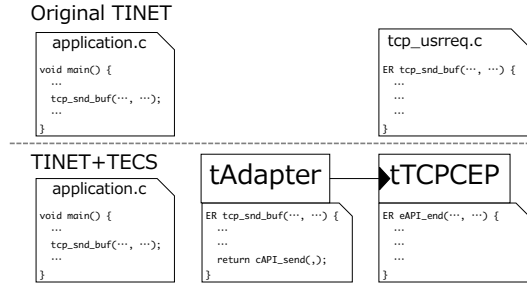 Original TINET
application.c
void main() {
…
tcp_snd_buf(…, …);
…
}
tcp_usrreq.c
ER tcp_snd_buf(…, …) {
…
…
…
}
TINET+TECS
application.c
void main() {
…
tcp_snd_buf(…, …);
…
}
tAdapter
ER tcp_snd_buf(…, …) {
…
…
return cAPI_send(,);
}
tTCPCEP
ER eAPI_end(…, …) {
…
…
…
}